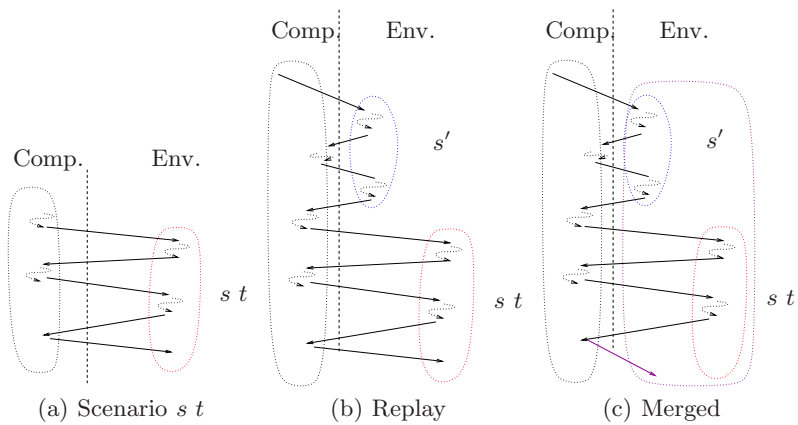 Comp. Env.
s t
(a) Scenario s t
Comp. Env.
s′
s t
(b) Replay
Comp. Env.
s′
s t
(c) Merged